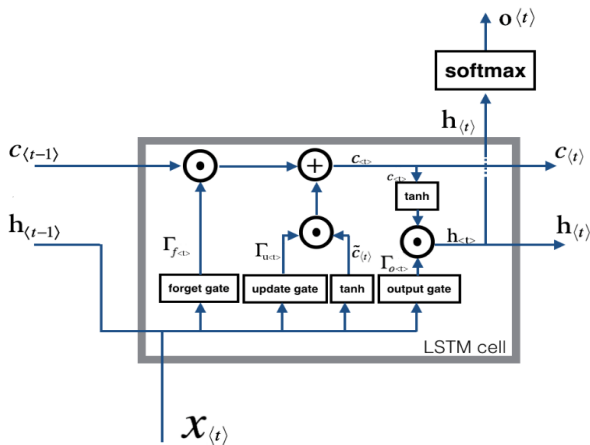 o⟨t⟩
softmax
h⟨t⟩
c⟨t−1⟩
c<t>
c⟨t⟩
c<t>
tanh
h⟨t−1⟩
Γf<t>
Γu<t>
c̃⟨t⟩
Γo<t>
h<t>
h⟨t⟩
forget gate
update gate
tanh
output gate
LSTM cell
x⟨t⟩